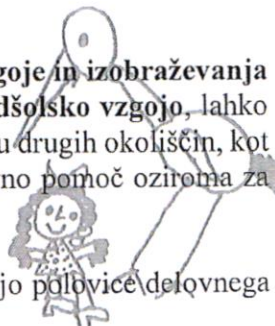 goje in izobraževanja
dšolsko vzgojo, lahko
u drugih okoliščin, kot
no pomoč oziroma za
jo polovice delovnega